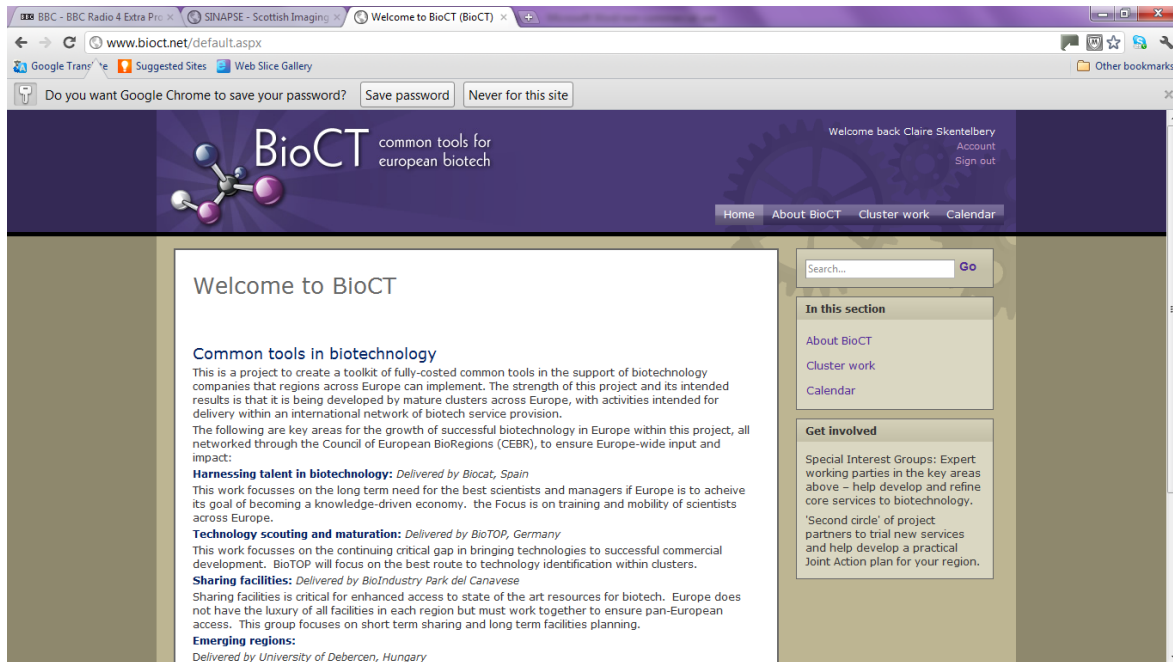 BBC - BBC Radio 4 Extra Pro
SINAPSE - Scottish Imaging
Welcome to BioCT (BioCT)
www.bioct.net/default.aspx
Google Trans te
Suggested Sites
Web Slice Gallery
Other bookmarks
Do you want Google Chrome to save your password?
Save password
Never for this site
BioCT
common tools for
european biotech
Welcome back Claire Skentelbery
Account
Sign out
Home
About BioCT
Cluster work
Calendar
Welcome to BioCT
Common tools in biotechnology
This is a project to create a toolkit of fully-costed common tools in the support of biotechnology
companies that regions across Europe can implement. The strength of this project and its intended
results is that it is being developed by mature clusters across Europe, with activities intended for
delivery within an international network of biotech service provision.
The following are key areas for the growth of successful biotechnology in Europe within this project, all
networked through the Council of European BioRegions (CEBR), to ensure Europe-wide input and
impact:
Harnessing talent in biotechnology: Delivered by Biocat, Spain
This work focusses on the long term need for the best scientists and managers if Europe is to acheive
its goal of becoming a knowledge-driven economy. the Focus is on training and mobility of scientists
across Europe.
Technology scouting and maturation: Delivered by BioTOP, Germany
This work focusses on the continuing critical gap in bringing technologies to successful commercial
development. BioTOP will focus on the best route to technology identification within clusters.
Sharing facilities: Delivered by BioIndustry Park del Canavese
Sharing facilities is critical for enhanced access to state of the art resources for biotech. Europe does
not have the luxury of all facilities in each region but must work together to ensure pan-European
access. This group focuses on short term sharing and long term facilities planning.
Emerging regions:
Delivered by University of Debercen, Hungary
Search...
Go
In this section
About BioCT
Cluster work
Calendar
Get involved
Special Interest Groups: Expert
working parties in the key areas
above – help develop and refine
core services to biotechnology.
'Second circle' of project
partners to trial new services
and help develop a practical
Joint Action plan for your region.